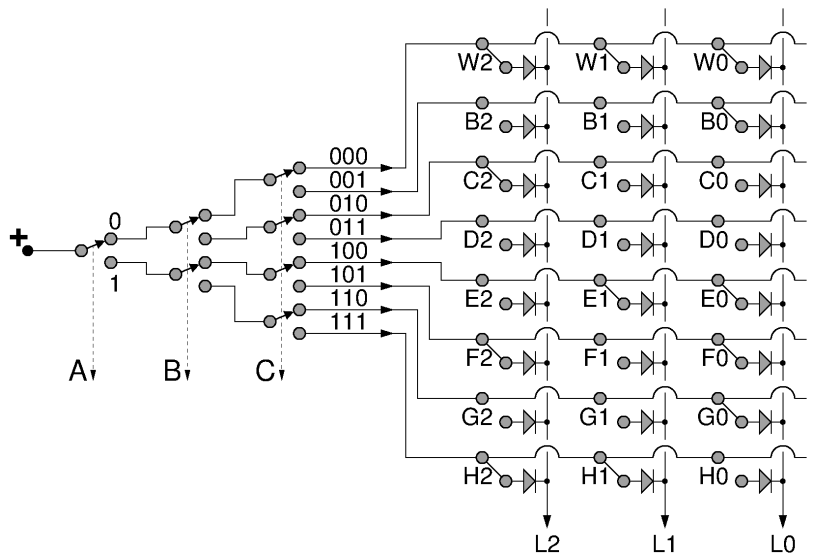 W2 W1 W0
B2 B1 B0
000
001
C2 C1 C0
010
0 011
D2 D1 D0
+ 100
1 101
E2 E1 E0
110
111
F2 F1 F0
A B C
G2 G1 G0
H2 H1 H0
L2 L1 L0